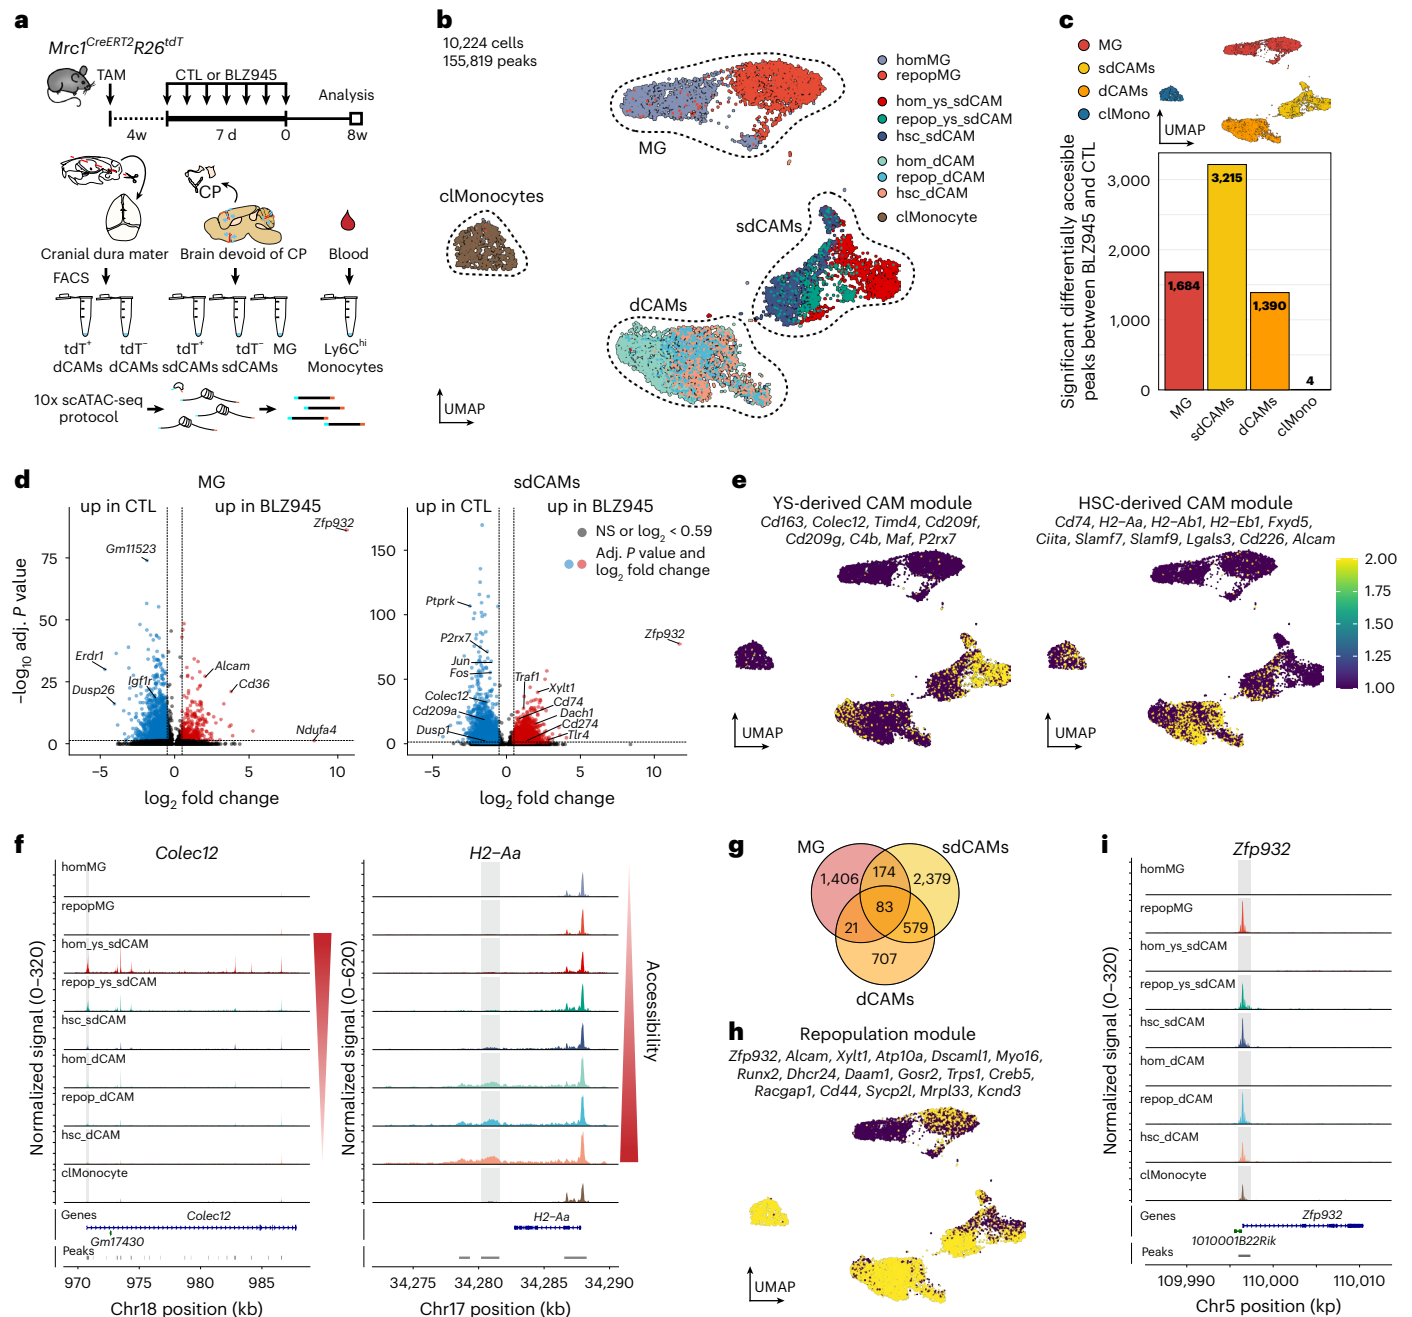 a
Mrc1CreERT2R26tdT
TAM
CTL or BLZ945
Analysis
4w
7 d
0
8w
CP
Cranial dura mater
Brain devoid of CP
Blood
FACS
tdT+
tdT−
tdT+
tdT−
MG
Ly6Chi
dCAMs
dCAMs
sdCAMs
sdCAMs
Monocytes
10x scATAC-seq
protocol
b
10,224 cells
155,819 peaks
MG
clMonocytes
sdCAMs
dCAMs
UMAP
homMG
repopMG
hom_ys_sdCAM
repop_ys_sdCAM
hsc_sdCAM
hom_dCAM
repop_dCAM
hsc_dCAM
clMonocyte
c
MG
sdCAMs
dCAMs
clMono
UMAP
Significant differentially accesible
peaks between BLZ945 and CTL
3,000
2,000
1,000
0
1,684
3,215
1,390
4
MG
sdCAMs
dCAMs
clMono
d
MG
up in CTL
up in BLZ945
−log10 adj. P value
75
50
25
0
Zfp932
Gm11523
Erdr1
Dusp26
Igf1r
Alcam
Cd36
Ndufa4
−5
0
5
10
log2 fold change
sdCAMs
up in CTL
up in BLZ945
NS or log2 < 0.59
Adj. P value and
log2 fold change
150
100
50
0
Ptprk
P2rx7
Jun
Fos
Colec12
Cd209a
Dusp1
Zfp932
Traf1
Xylt1
Cd74
Dach1
Cd274
Tlr4
−5
0
5
10
log2 fold change
e
YS-derived CAM module
Cd163, Colec12, Timd4, Cd209f,
Cd209g, C4b, Maf, P2rx7
UMAP
HSC-derived CAM module
Cd74, H2−Aa, H2−Ab1, H2−Eb1, Fxyd5,
Ciita, Slamf7, Slamf9, Lgals3, Cd226, Alcam
UMAP
2.00
1.75
1.50
1.25
1.00
f
Colec12
Normalized signal (0–320)
homMG
repopMG
hom_ys_sdCAM
repop_ys_sdCAM
hsc_sdCAM
hom_dCAM
repop_dCAM
hsc_dCAM
clMonocyte
Genes
Colec12
Gm17430
Peaks
970
975
980
985
Chr18 position (kb)
H2−Aa
Normalized signal (0–620)
Accessibility
H2−Aa
34,275
34,280
34,285
34,290
Chr17 position (kb)
g
MG
sdCAMs
1,406
174
2,379
83
21
579
707
dCAMs
h
Repopulation module
Zfp932, Alcam, Xylt1, Atp10a, Dscaml1, Myo16,
Runx2, Dhcr24, Daam1, Gosr2, Trps1, Creb5,
Racgap1, Cd44, Sycp2l, Mrpl33, Kcnd3
UMAP
i
Zfp932
Normalized signal (0–320)
homMG
repopMG
hom_ys_sdCAM
repop_ys_sdCAM
hsc_sdCAM
hom_dCAM
repop_dCAM
hsc_dCAM
clMonocyte
Genes
Zfp932
1010001B22Rik
Peaks
109,990
110,000
110,010
Chr5 position (kp)